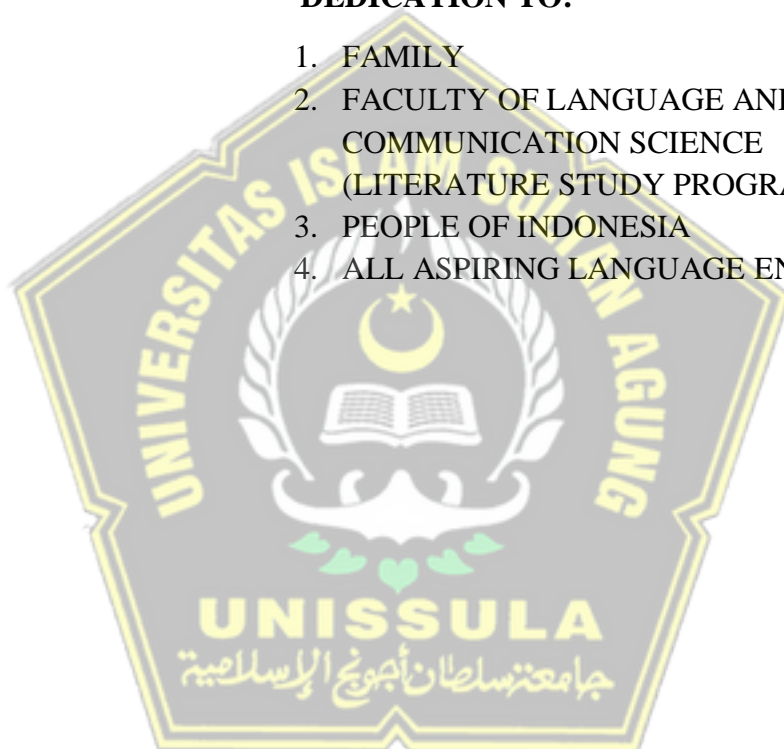 DEDICATION TO:
1. FAMILY
2. FACULTY OF LANGUAGE AN
COMMUNICATION SCIENCE
(LITERATURE STUDY PROGRA
3. PEOPLE OF INDONESIA
4. ALL ASPIRING LANGUAGE EN
UNIVERSITAS ISLAM SULTAN AGUNG
UNISSULA
جامعة سلطان أجونج الإسلامية